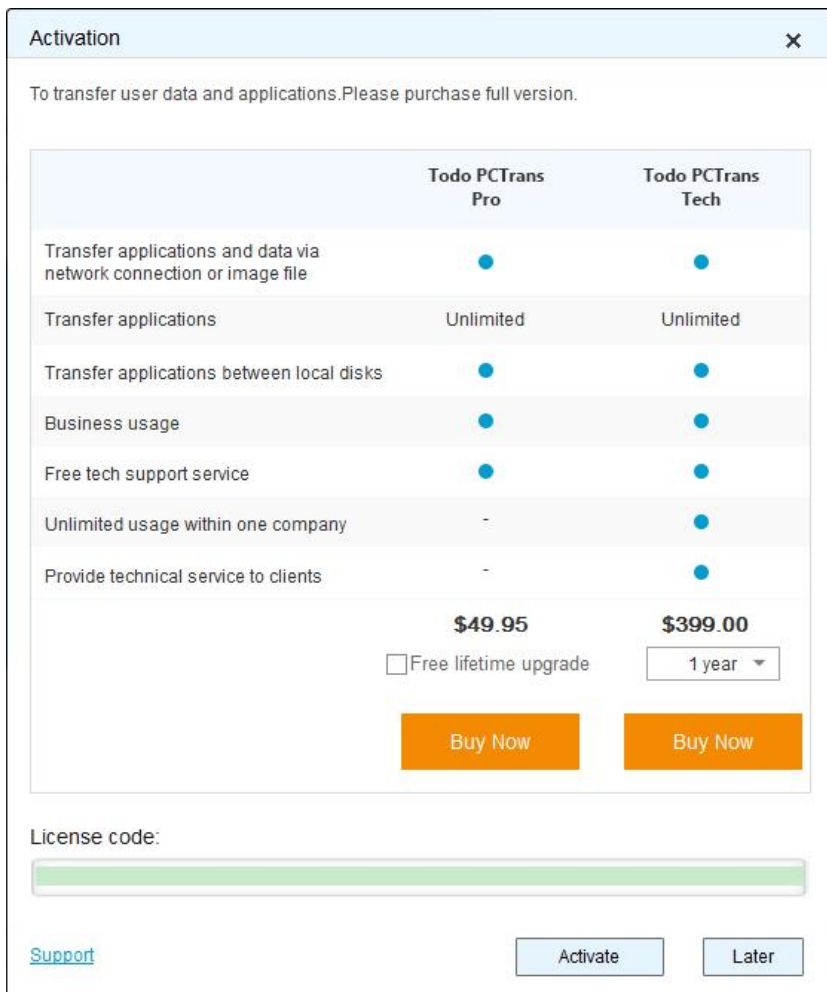 Activation
To transfer user data and applications.Please purchase full version.
Todo PCTrans
Pro
Todo PCTrans
Tech
Transfer applications and data via
network connection or image file
Transfer applications Unlimited Unlimited
Transfer applications between local disks
Business usage
Free tech support service
Unlimited usage within one company -
Provide technical service to clients -
$49.95 $399.00
Free lifetime upgrade 1 year
Buy Now Buy Now
License code:
Support Activate Later